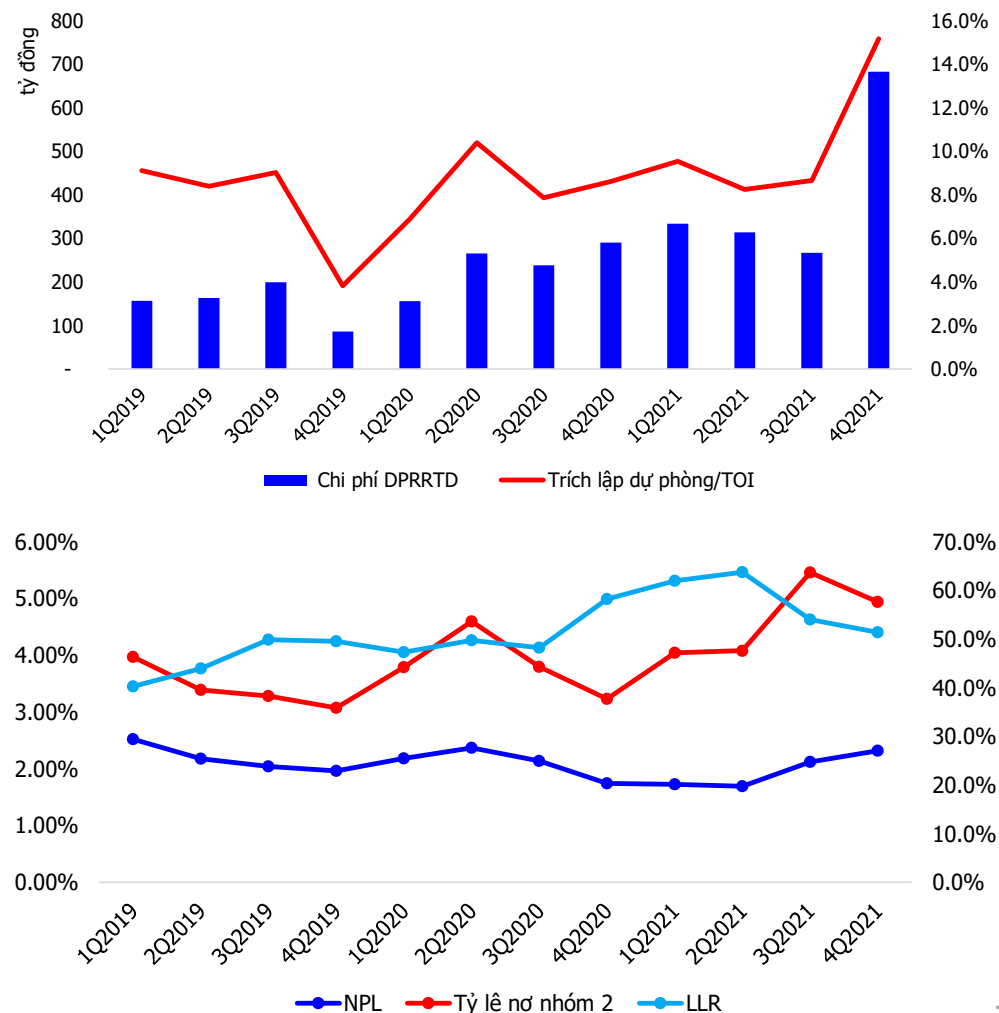 tỷ đồng
800
700
600
500
400
300
200
100
-
16.0%
14.0%
12.0%
10.0%
8.0%
6.0%
4.0%
2.0%
0.0%
1Q2019
2Q2019
3Q2019
4Q2019
1Q2020
2Q2020
3Q2020
4Q2020
1Q2021
2Q2021
3Q2021
4Q2021
Chi phí DPRRTD
Trích lập dự phòng/TOI
6.00%
5.00%
4.00%
3.00%
2.00%
1.00%
0.00%
70.0%
60.0%
50.0%
40.0%
30.0%
20.0%
10.0%
0.0%
1Q2019
2Q2019
3Q2019
4Q2019
1Q2020
2Q2020
3Q2020
4Q2020
1Q2021
2Q2021
3Q2021
4Q2021
NPL
Tỷ lê nơ nhóm 2
LLR